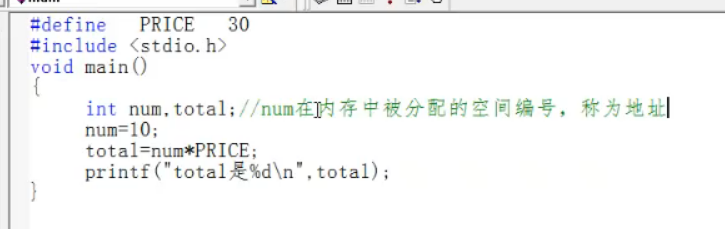 #define   PRICE   30
#include <stdio.h>
void main()
{
     int num,total;//num在内存中被分配的空间编号，称为地址
     num=10;
     total=num*PRICE;
     printf("total是%d\n",total);
}